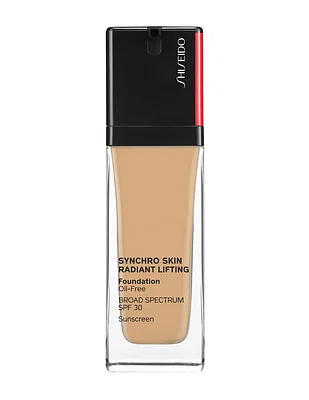 SHISEIDO
SYNCHRO SKIN
RADIANT LIFTING
Foundation
Oil-Free
BROAD SPECTRUM
SPF 30
Sunscreen